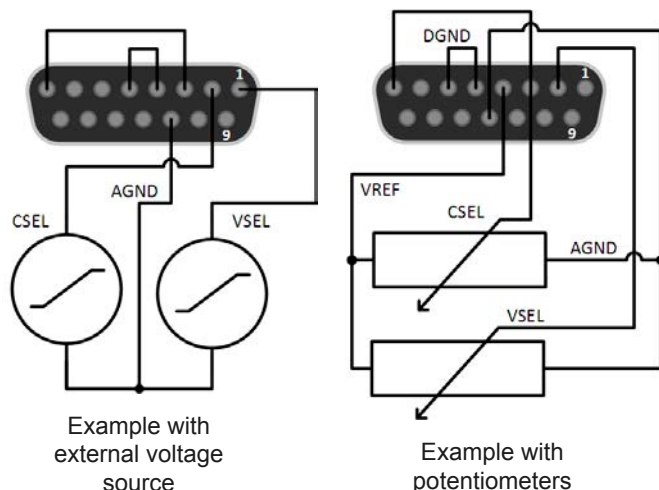 1
9
AGND
CSEL
VSEL
Example with
external voltage
source
DGND
1
9
VREF
CSEL
AGND
VSEL
Example with
potentiometers